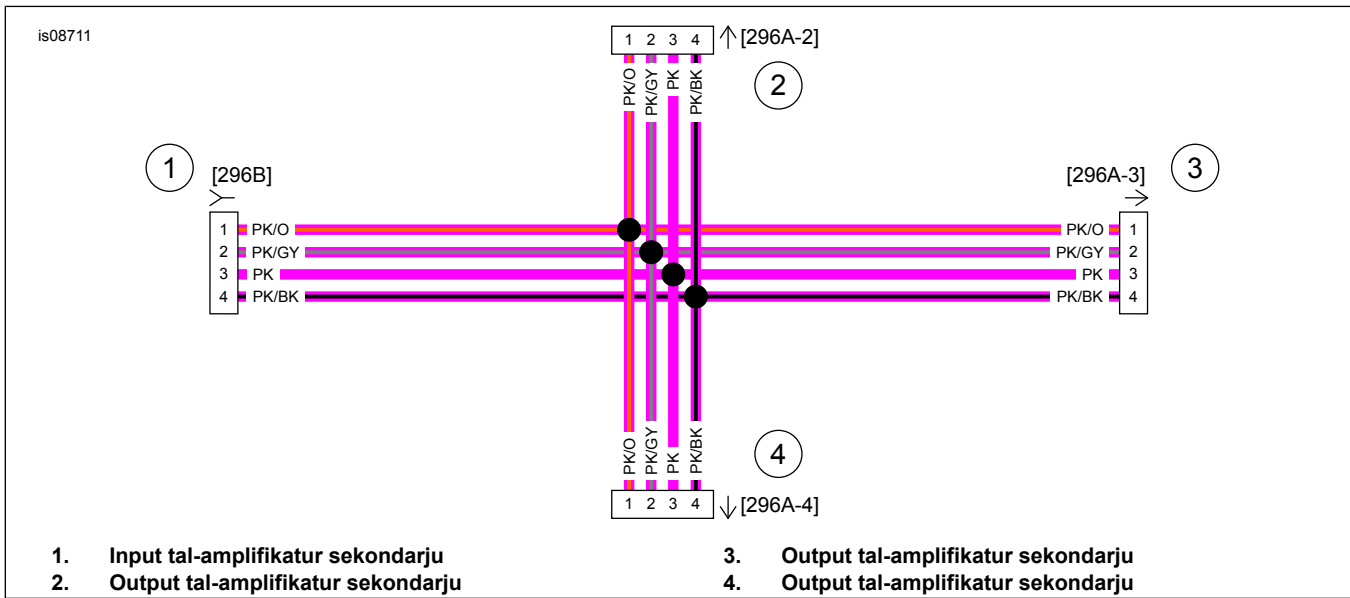 is08711
1 2 3 4 [296A-2]
PK/O PK/GY PK PK/BK
2
1 [296B]
[296A-3] 3
1 PK/O PK/O 1
2 PK/GY PK/GY 2
3 PK PK 3
4 PK/BK PK/BK 4
PK/O PK/GY PK PK/BK
4
1 2 3 4 [296A-4]
1. Input tal-amplifikatur sekondarju
2. Output tal-amplifikatur sekondarju
3. Output tal-amplifikatur sekondarju
4. Output tal-amplifikatur sekondarju